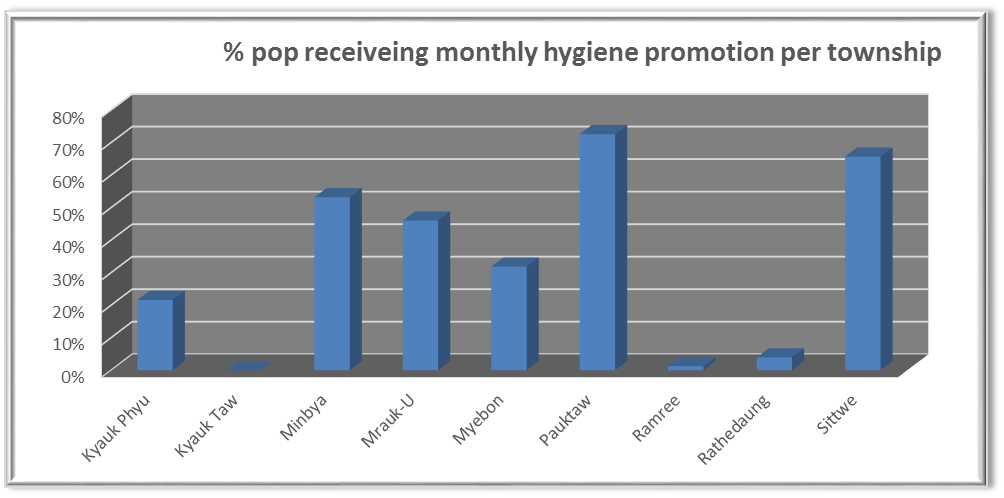 % pop receiveing monthly hygiene promotion per township
80%
70%
60%
50%
40%
30%
20%
10%
0%
Kyauk Phyu
Kyauk Taw
Minbya
Mrauk-U
Myebon
Pauktaw
Ramree
Rathedaung
Sittwe